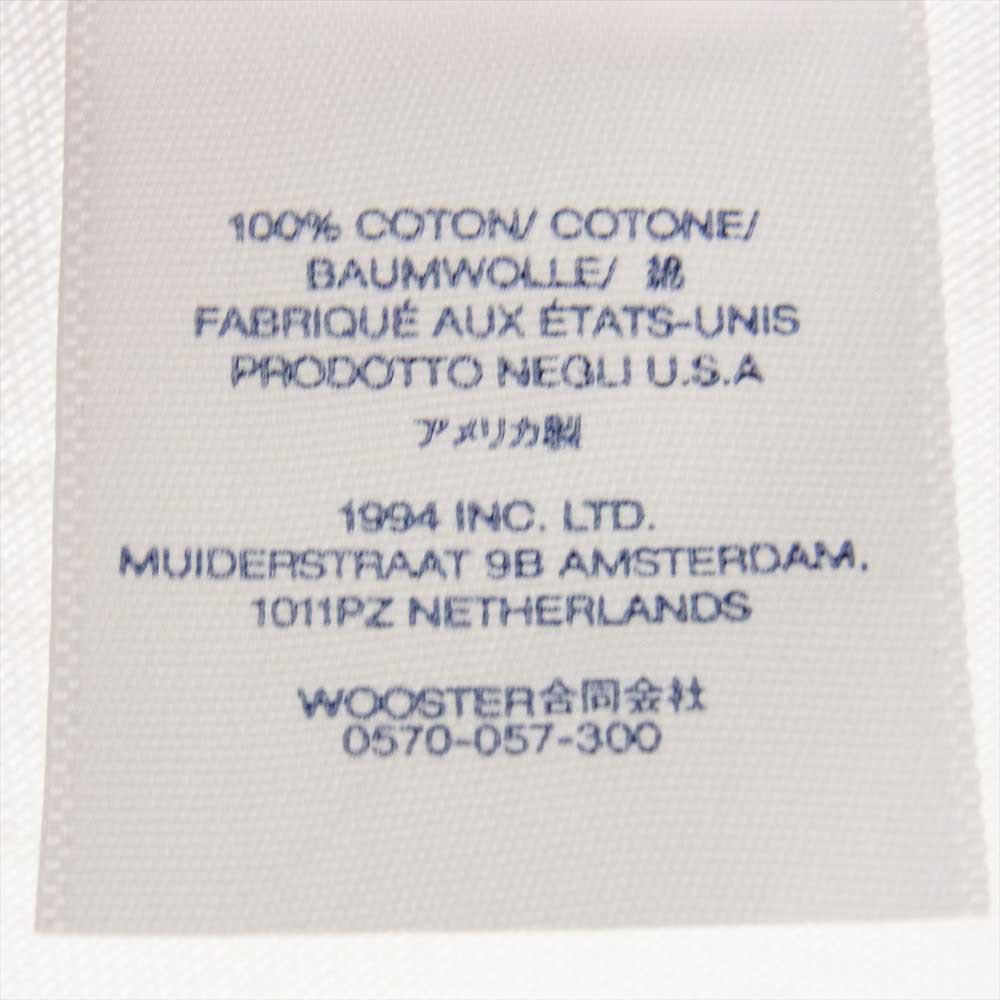 100% COTON/ COTONE/
BAUMWOLLE/ 綿
FABRIQUÉ AUX ÉTATS-UNIS
PRODOTTO NEGLI U.S.A
アメリカ製
1994 INC. LTD.
MUIDERSTRAAT 9B AMSTERDAM.
1011PZ NETHERLANDS
WOOSTER合同会社
0570-057-300